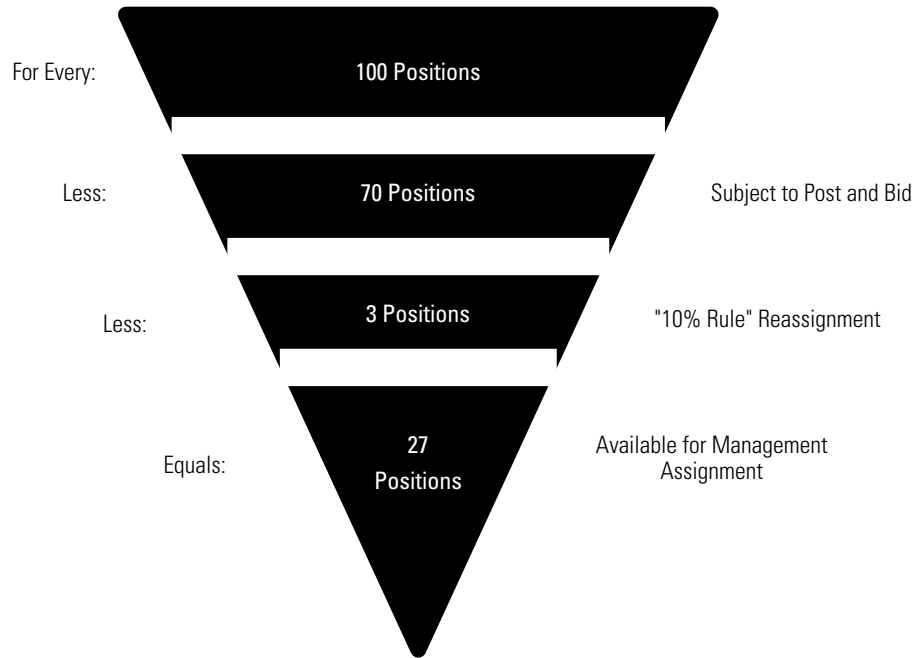 For Every:
100 Positions
Less:
70 Positions
Subject to Post and Bid
Less:
3 Positions
"10% Rule" Reassignment
Equals:
27
Positions
Available for Management
Assignment